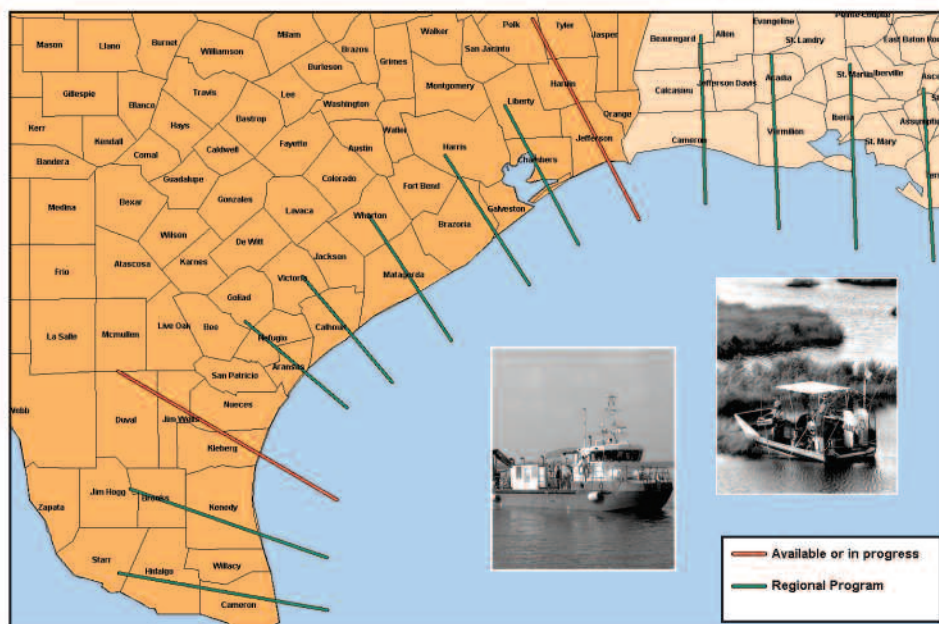 Polk
Tyler
Walker
Jasper
San Jacinto
Mason
Llano
Burnet
Milam
Williamson
Brazos
Grimes
Burleson
Montgomery
Hardin
Gillespie
Travis
Lee
Washington
Liberty
Blanco
Orange
Kerr
Hays
Bastrop
Waller
Kendall
Fayette
Austin
Harris
Jefferson
Bandera
Comal
Caldwell
Chambers
Guadalupe
Colorado
Fort Bend
Medina
Bexar
Gonzales
Lavaca
Wharton
Galveston
Brazoria
Wilson
De Witt
Jackson
Frio
Atascosa
Karnes
Victoria
Matagorda
Goliad
Calhoun
La Salle
Mcmullen
Live Oak
Bee
Refugio
Aransas
San Patricio
Webb
Duval
Jim Wells
Nueces
Kleberg
Zapata
Jim Hogg
Brooks
Kenedy
Starr
Hidalgo
Willacy
Cameron
Beauregard
Allen
Evangeline
St. Landry
Pointe Coupee
East Baton Rou
Calcasieu
Jefferson Davis
Acadia
St. Martin
Iberville
Asce
Cameron
Vermilion
Iberia
Assumption
St. Mary
Terr
Available or in progress
Regional Program